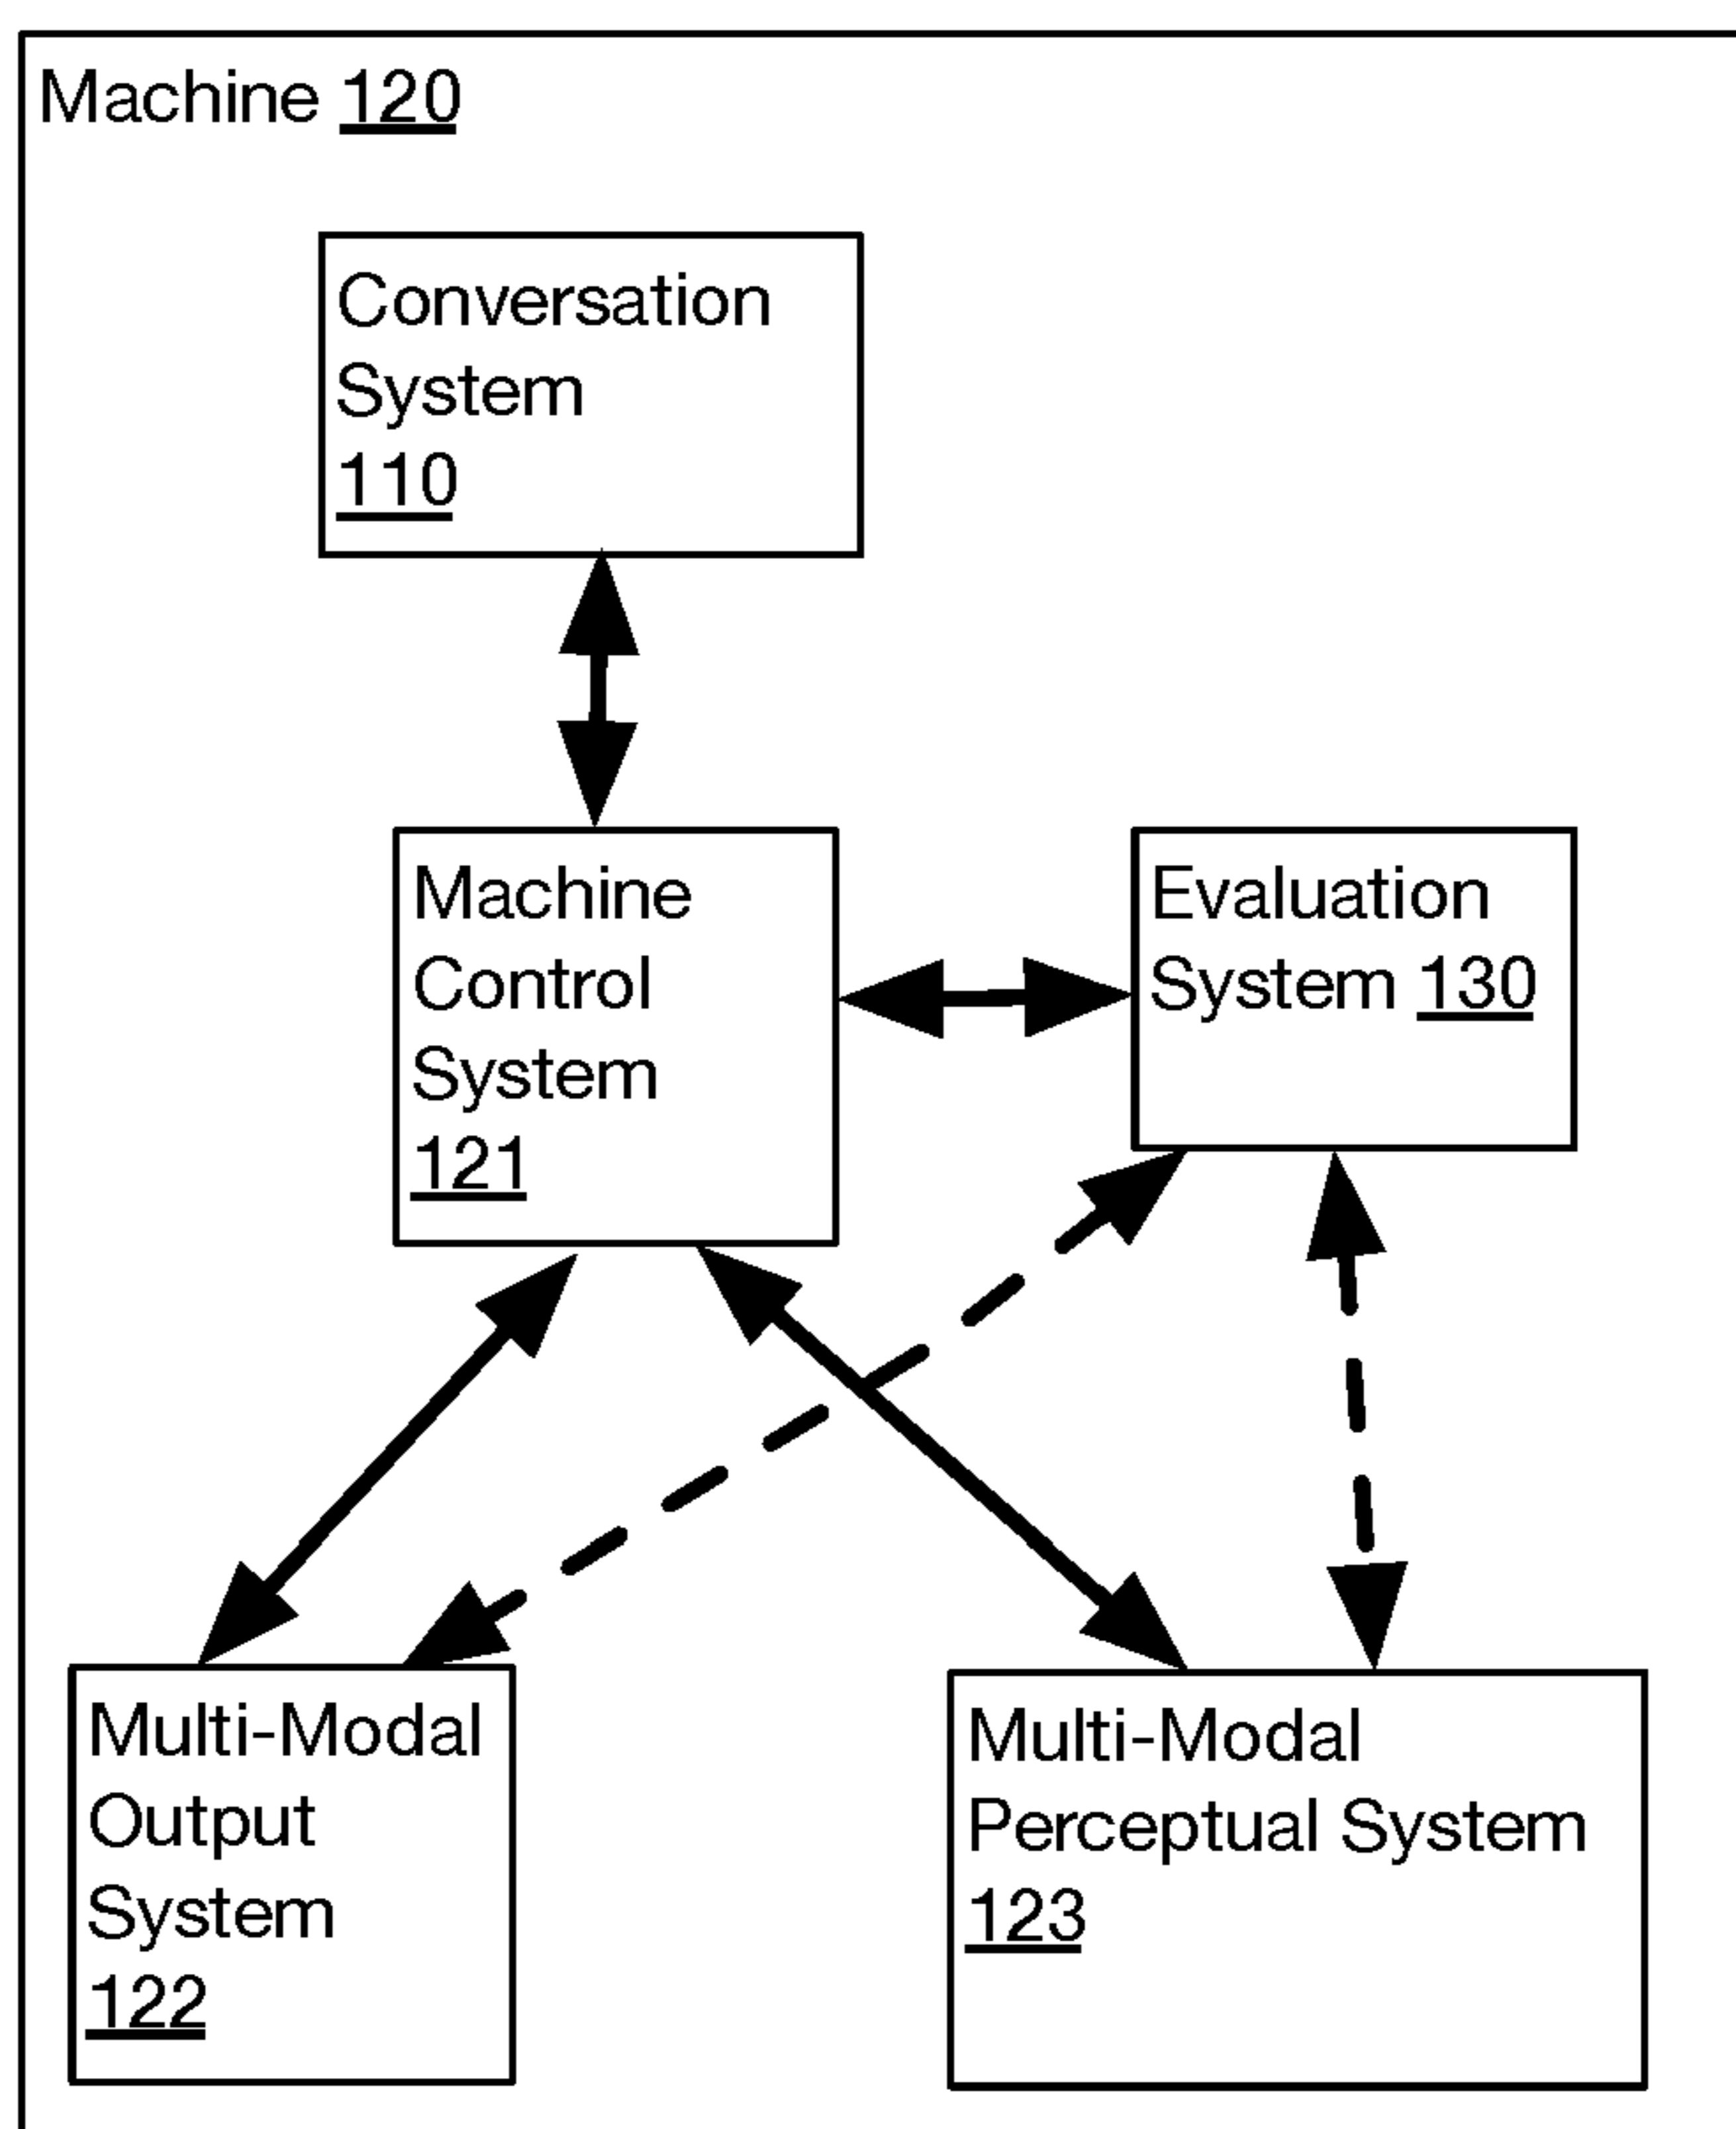 Machine 120
Conversation
System
110
Machine
Control
System
121
Evaluation
System 130
Multi-Modal
Output
System
122
Multi-Modal
Perceptual System
123